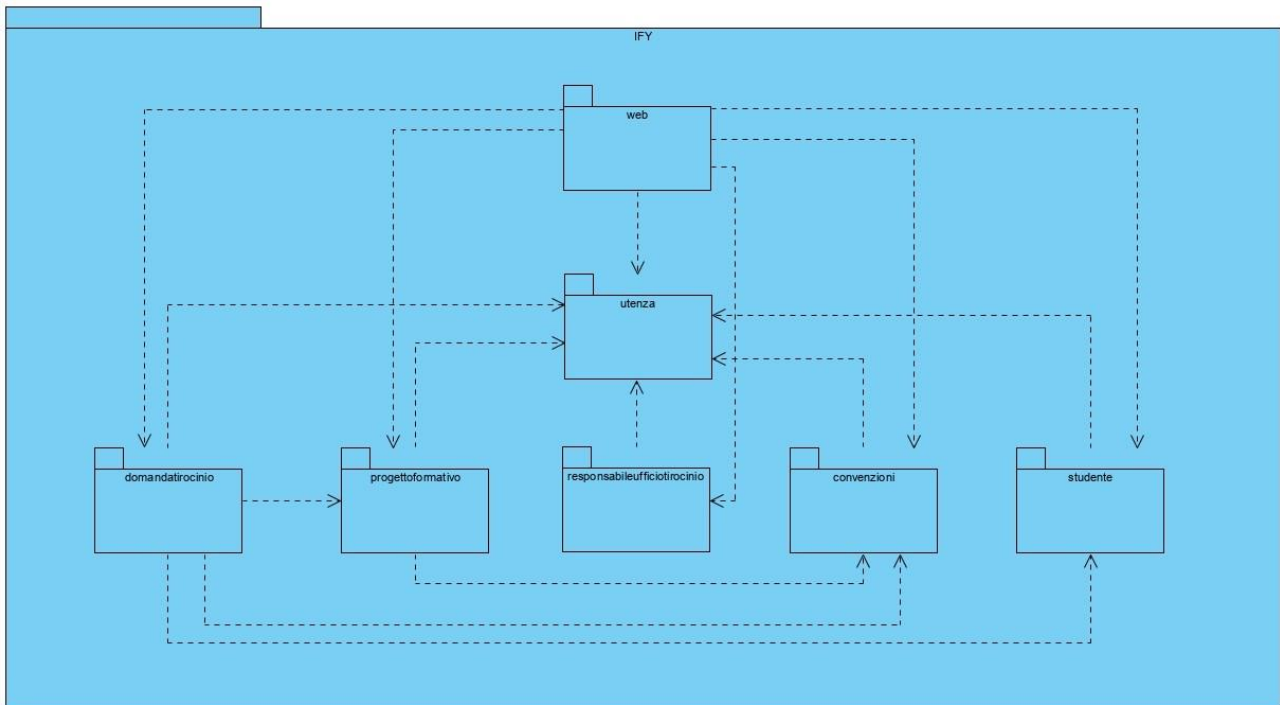 IFY
web
utenza
domandatirocinio
progettoformativo
responsabileufficiotirocinio
convenzioni
studente